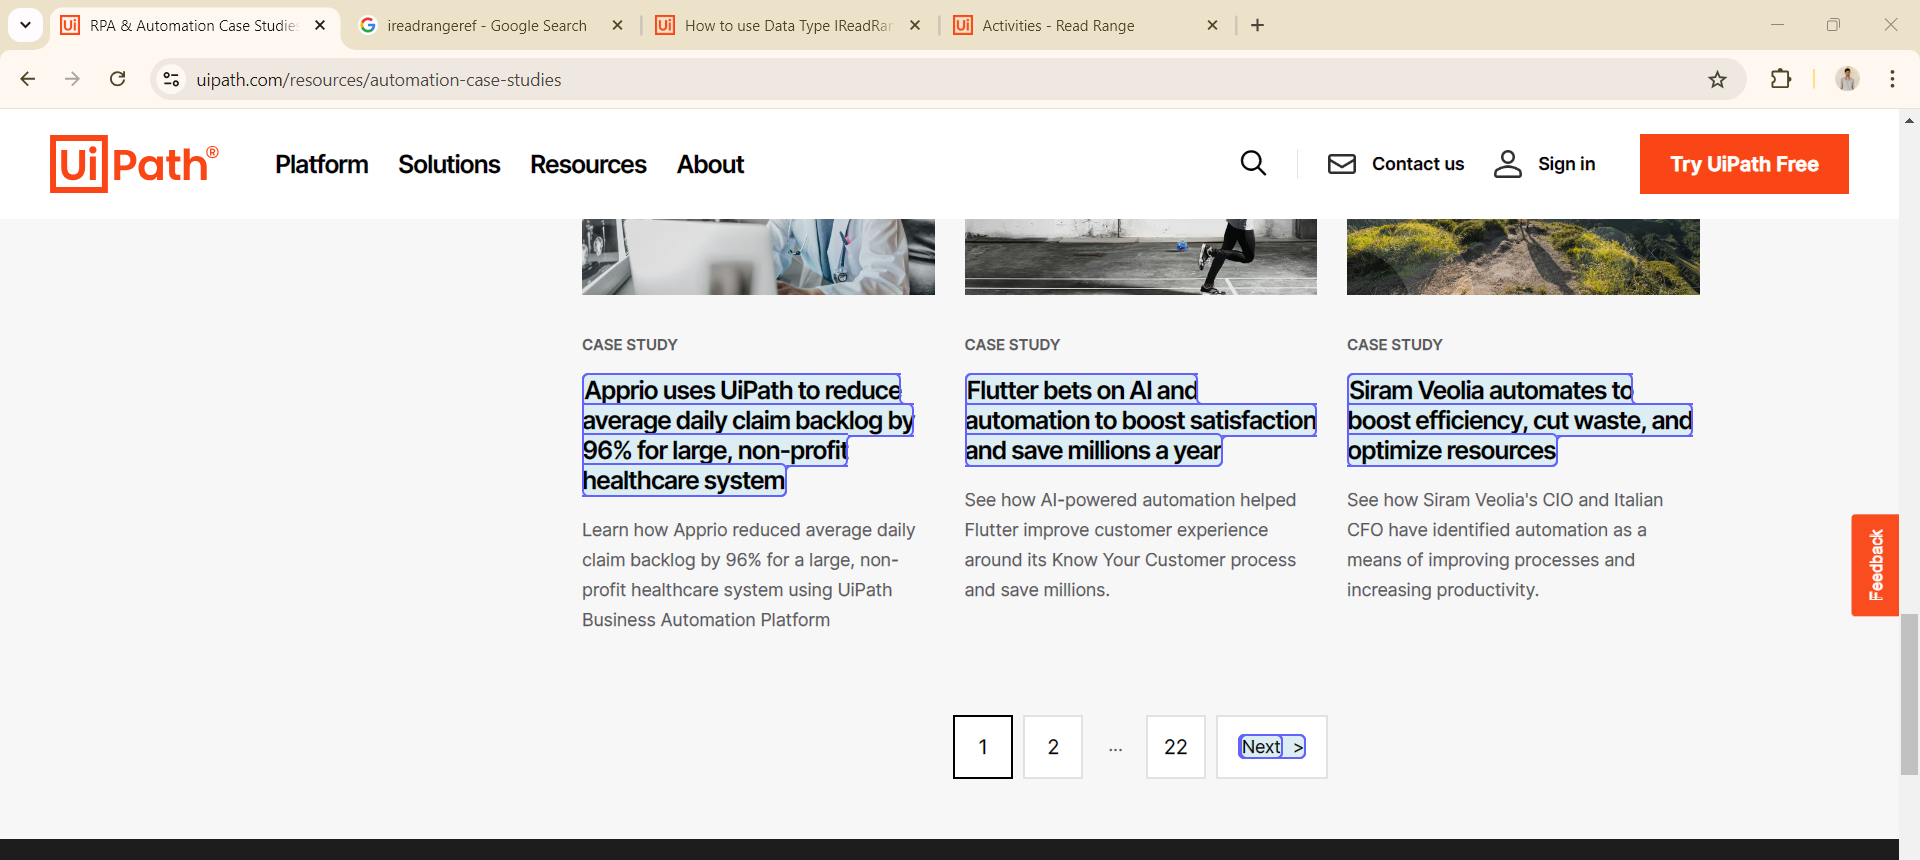 Ui RPA & Automation Case Studies
ireadrangeref - Google Search
Ui How to use Data Type IReadRan
Ui Activities - Read Range
uipath.com/resources/automation-case-studies
UiPath®
Platform
Solutions
Resources
About
Contact us
Sign in
Try UiPath Free
CASE STUDY
Apprio uses UiPath to reduce
average daily claim backlog by
96% for large, non-profit
healthcare system
Learn how Apprio reduced average daily
claim backlog by 96% for a large, non-
profit healthcare system using UiPath
Business Automation Platform
CASE STUDY
Flutter bets on AI and
automation to boost satisfaction
and save millions a year
See how AI-powered automation helped
Flutter improve customer experience
around its Know Your Customer process
and save millions.
CASE STUDY
Siram Veolia automates to
boost efficiency, cut waste, and
optimize resources
See how Siram Veolia's CIO and Italian
CFO have identified automation as a
means of improving processes and
increasing productivity.
Feedback
1 2 ... 22 Next >